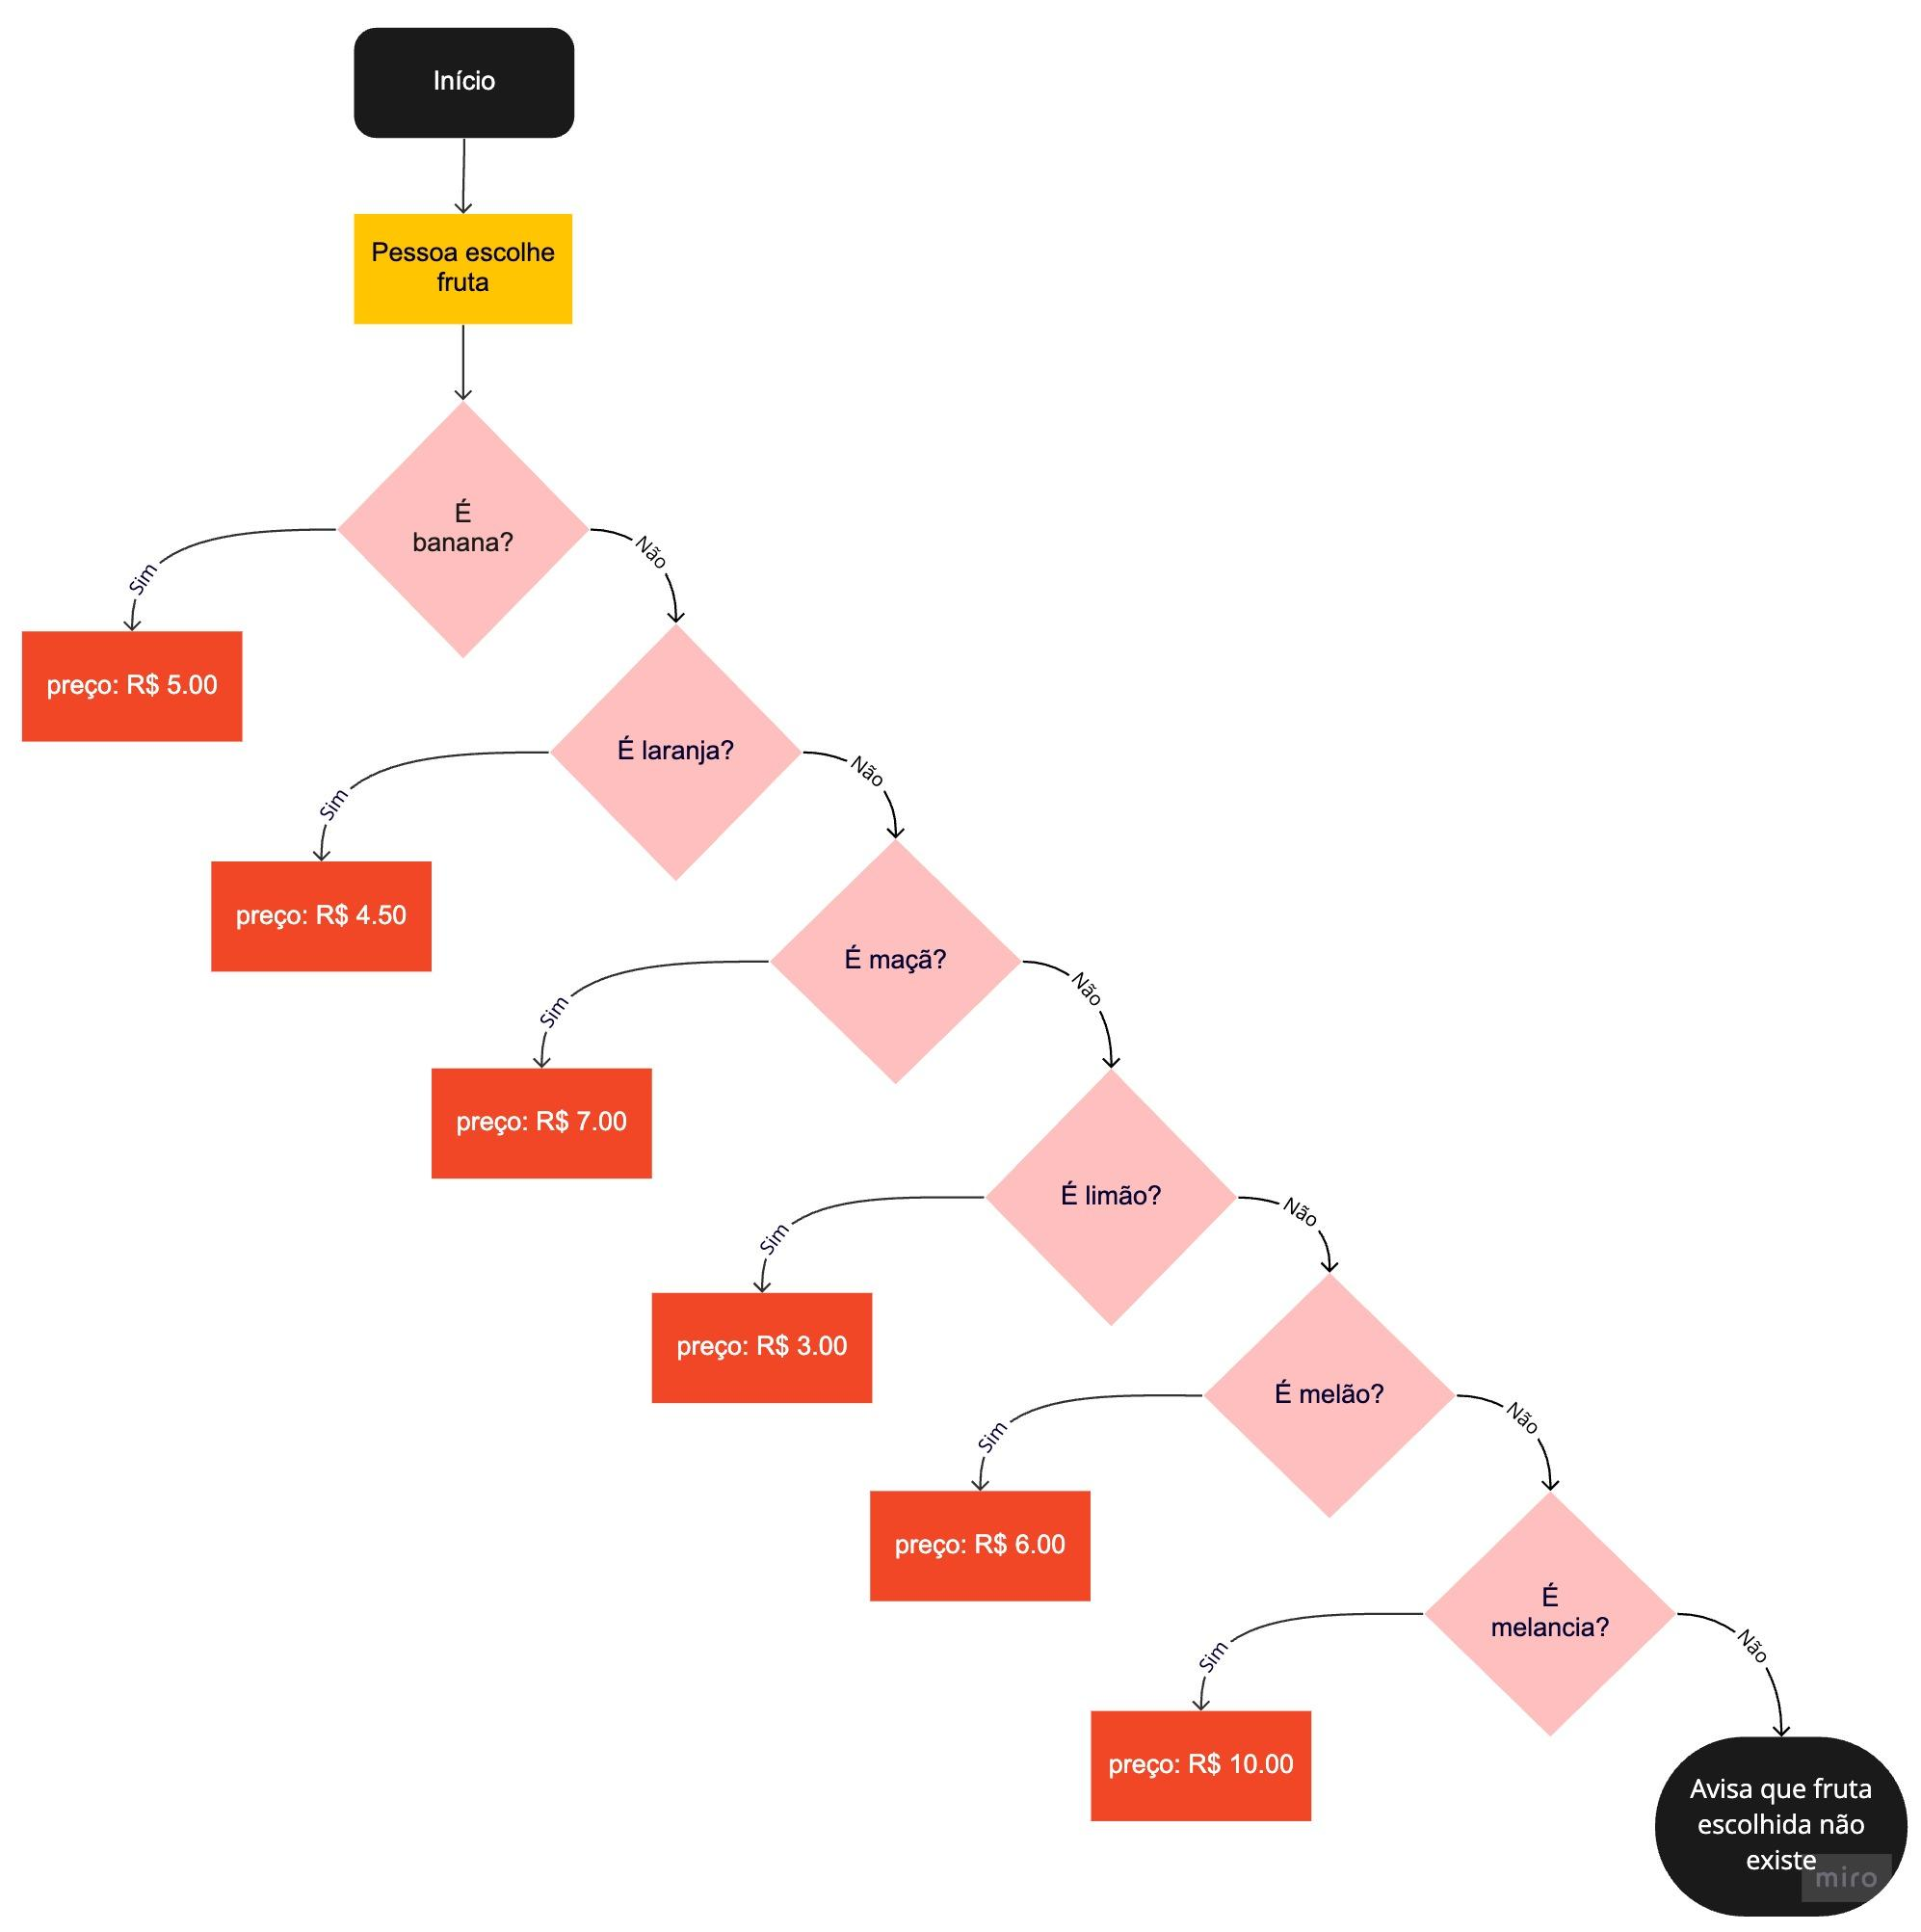 Início
Pessoa escolhe
fruta
É
banana?
Sim
Não
preço: R$ 5.00
É laranja?
Sim
Não
preço: R$ 4.50
É maçã?
Sim
Não
preço: R$ 7.00
É limão?
Sim
Não
preço: R$ 3.00
É melão?
Sim
Não
preço: R$ 6.00
É
melancia?
Sim
Não
preço: R$ 10.00
Avisa que fruta
escolhida não
existe
miro